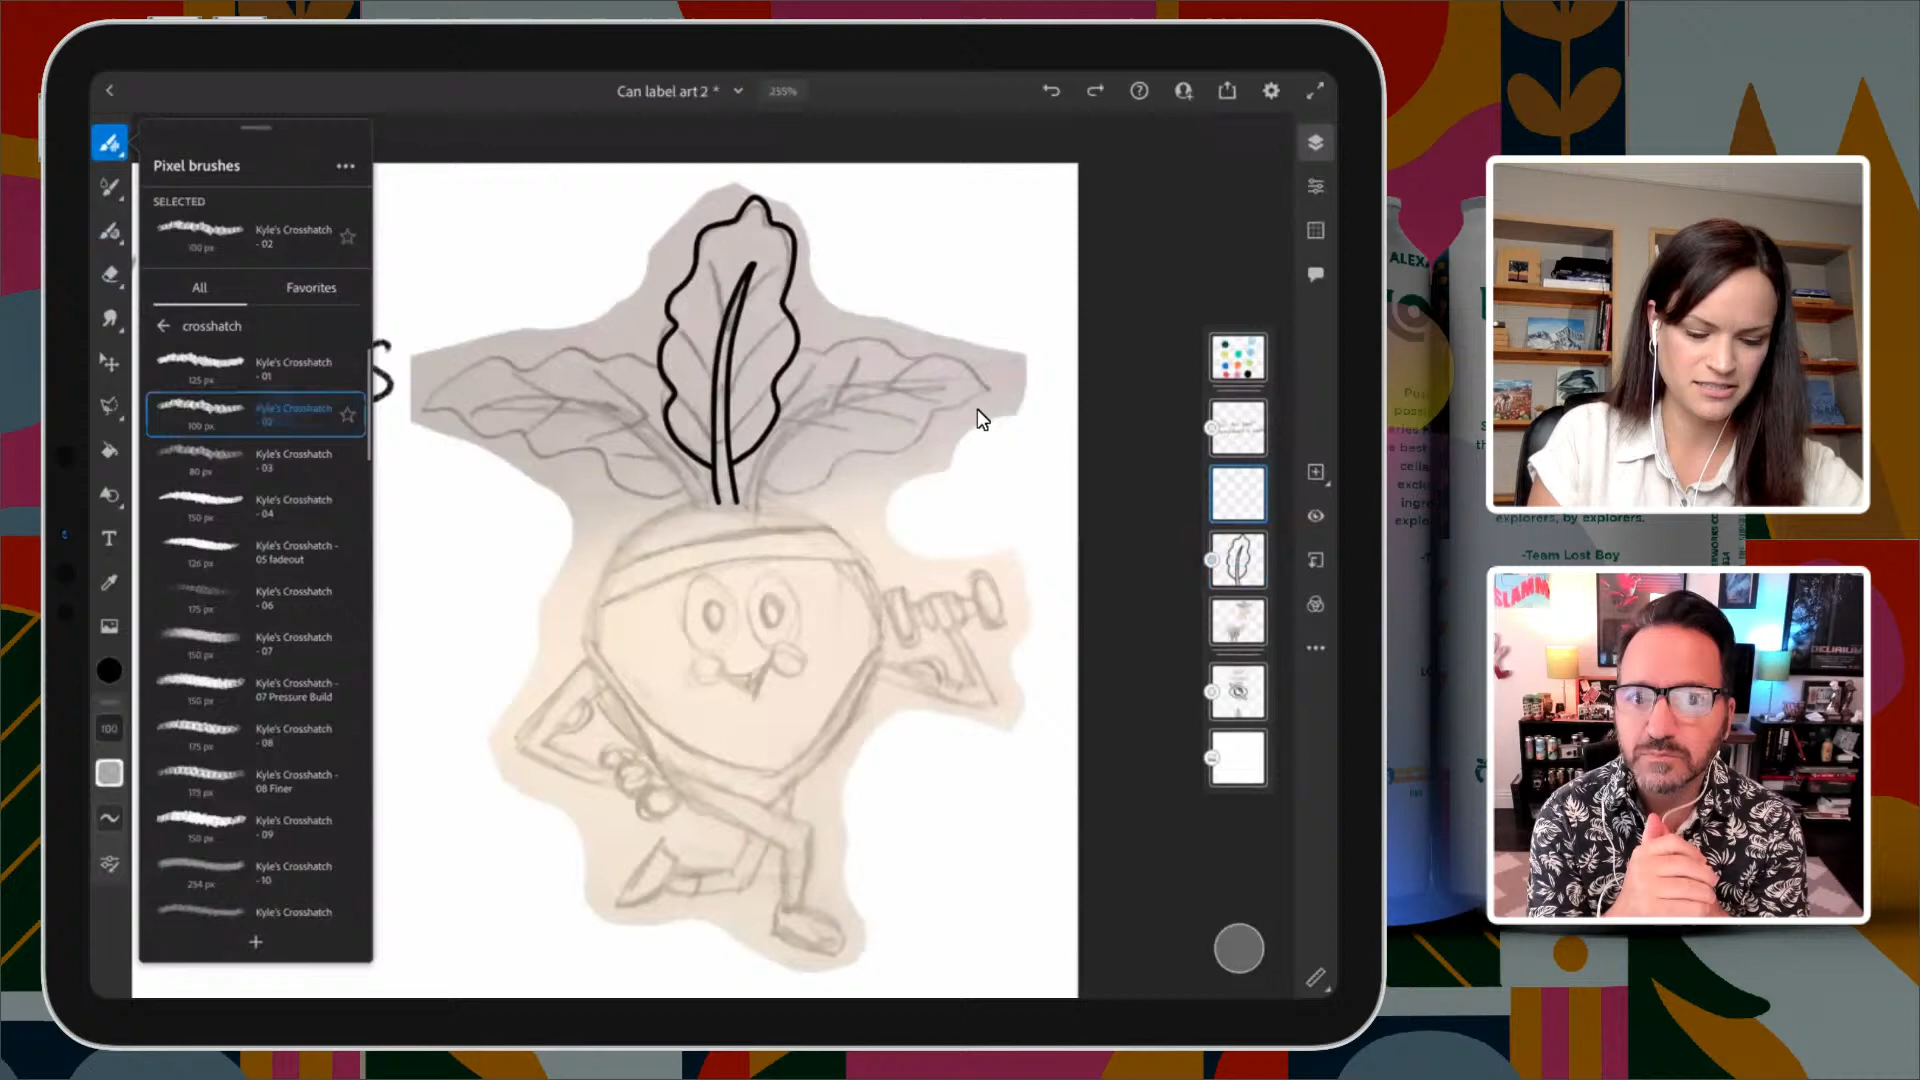 Can label art 2 *
255%
Pixel brushes
SELECTED
Kyle's Crosshatch
- 02
100 px
All
Favorites
crosshatch
Kyle's Crosshatch
- 01
125 px
Kyle's Crosshatch
- 02
100 px
Kyle's Crosshatch
- 03
80 px
Kyle's Crosshatch
- 04
150 px
Kyle's Crosshatch -
05 fadeout
126 px
Kyle's Crosshatch
- 06
175 px
Kyle's Crosshatch
- 07
150 px
Kyle's Crosshatch -
07 Pressure Build
150 px
Kyle's Crosshatch
- 08
175 px
Kyle's Crosshatch -
08 Finer
175 px
Kyle's Crosshatch
- 09
150 px
Kyle's Crosshatch
- 10
254 px
Kyle's Crosshatch
100
S
ALEX
explorers, by explorers.
-Team Lost Boy
SLAMM
DELIRIUM